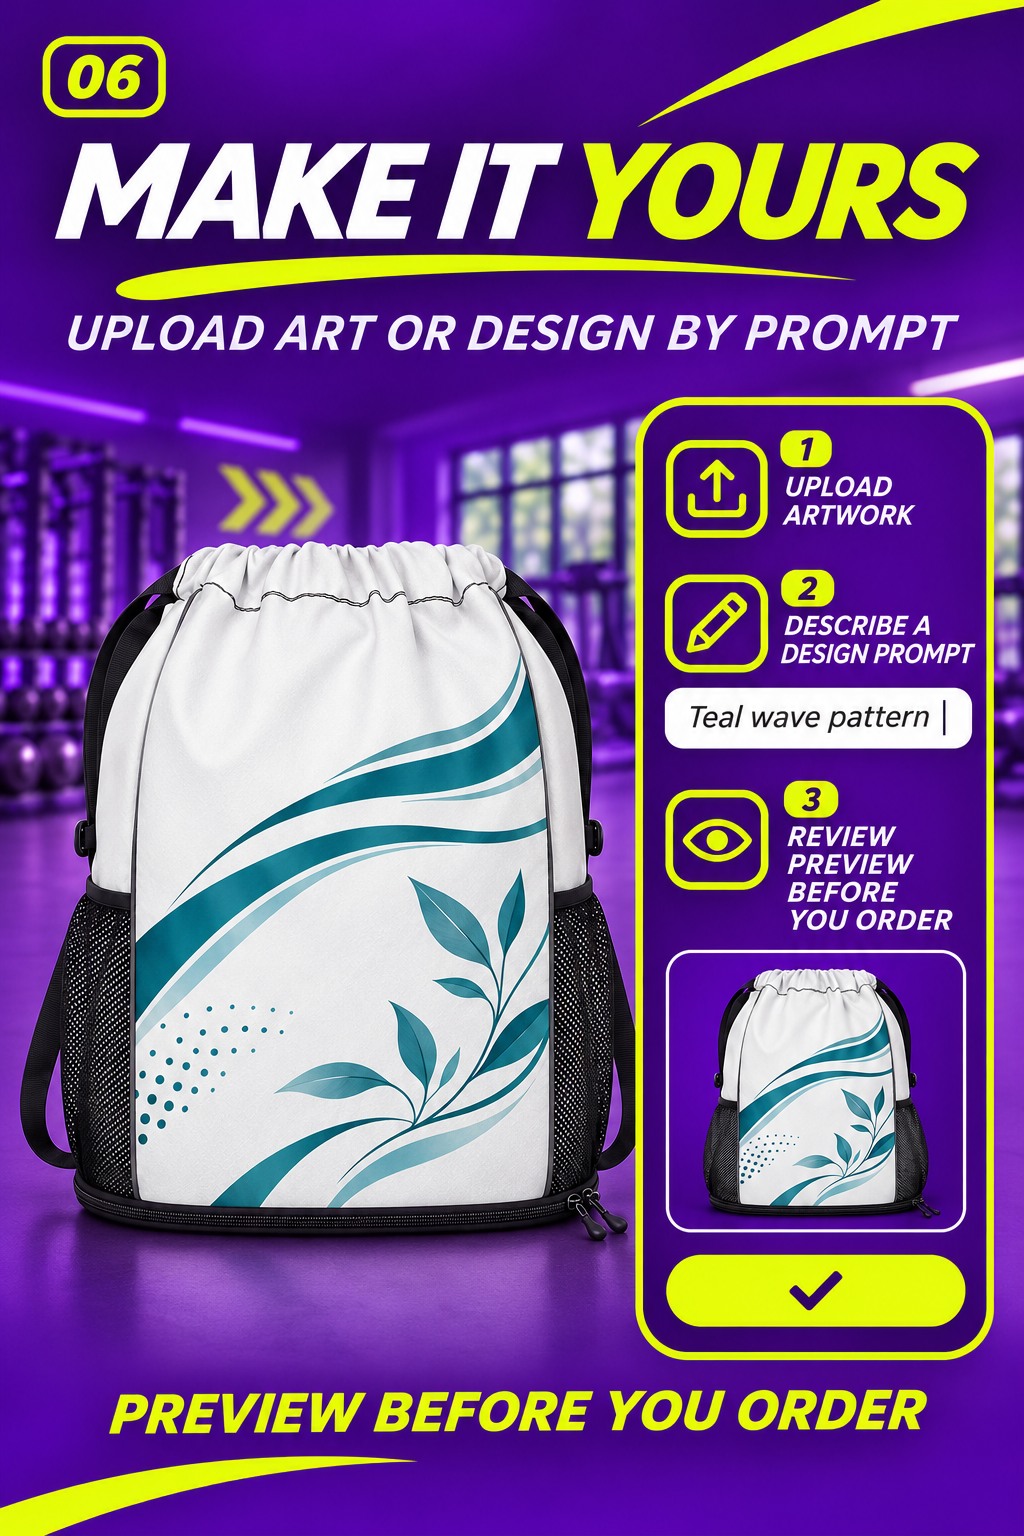 06
MAKE IT YOURS
UPLOAD ART OR DESIGN BY PROMPT
1
UPLOAD
ARTWORK
2
DESCRIBE A
DESIGN PROMPT
Teal wave pattern
3
REVIEW
PREVIEW
BEFORE
YOU ORDER
PREVIEW BEFORE YOU ORDER